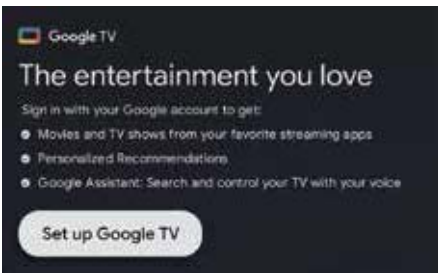 Google TV
The entertainment you love
Sign in with your Google account to get:
Movies and TV shows from your favorite streaming apps
Personalized Recommendations
Google Assistant: Search and control your TV with your voice
Set up Google TV